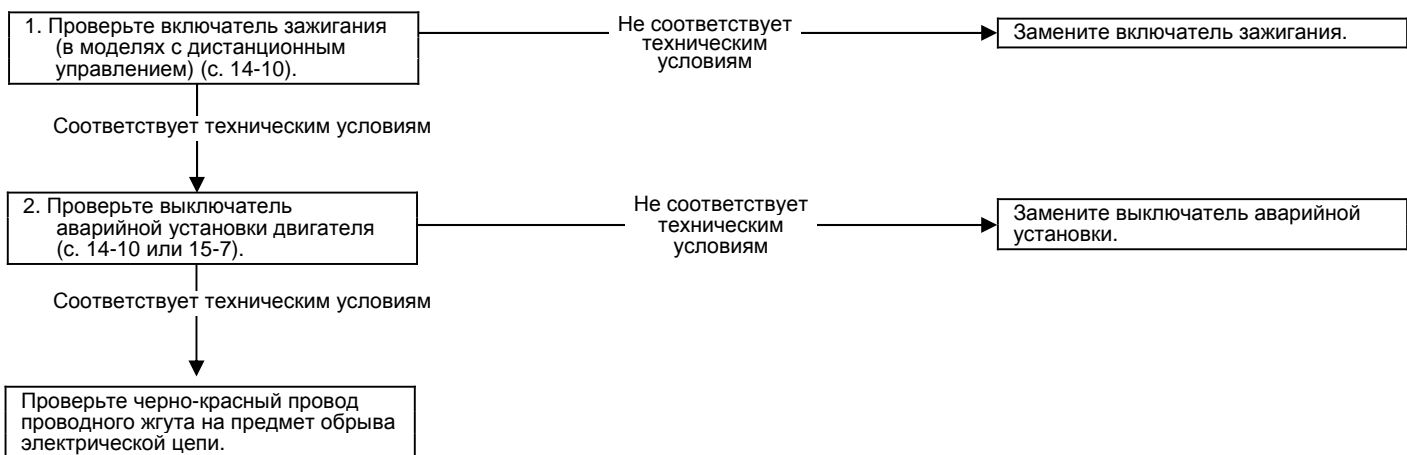 1. Проверьте включатель зажигания
(в моделях с дистанционным
управлением) (с. 14-10).
Не соответствует
техническим
условиям
Замените включатель зажигания.
Соответствует техническим условиям
2. Проверьте выключатель
аварийной установки двигателя
(с. 14-10 или 15-7).
Не соответствует
техническим
условиям
Замените выключатель аварийной
установки.
Соответствует техническим условиям
Проверьте черно-красный провод
проводного жгута на предмет обрыва
электрической цепи.